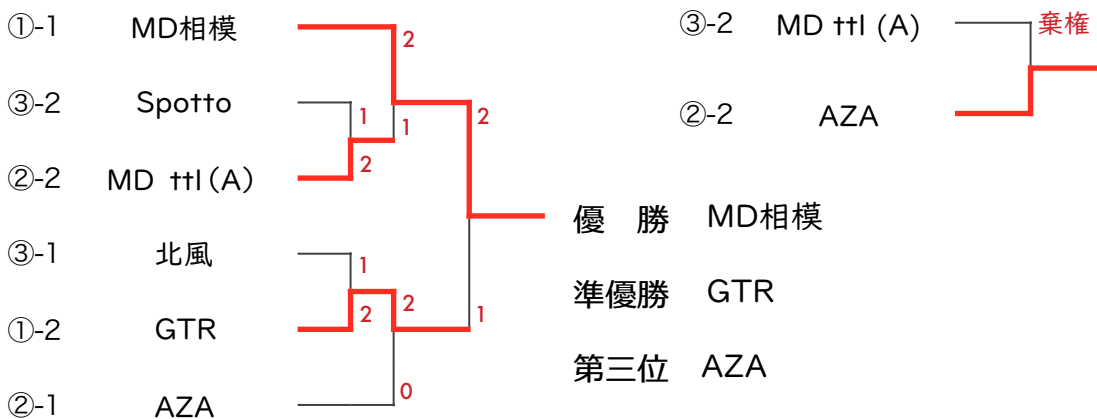 ①-1 MD相模
2
③-2 Spotto
1
1
2
②-2 MD ttl(A)
2
③-1 北風
1
①-2 GTR
2
2
1
②-1 AZA
0
③-2 MD ttl (A)
棄権
②-2 AZA
優 勝 MD相模
準優勝 GTR
第三位 AZA